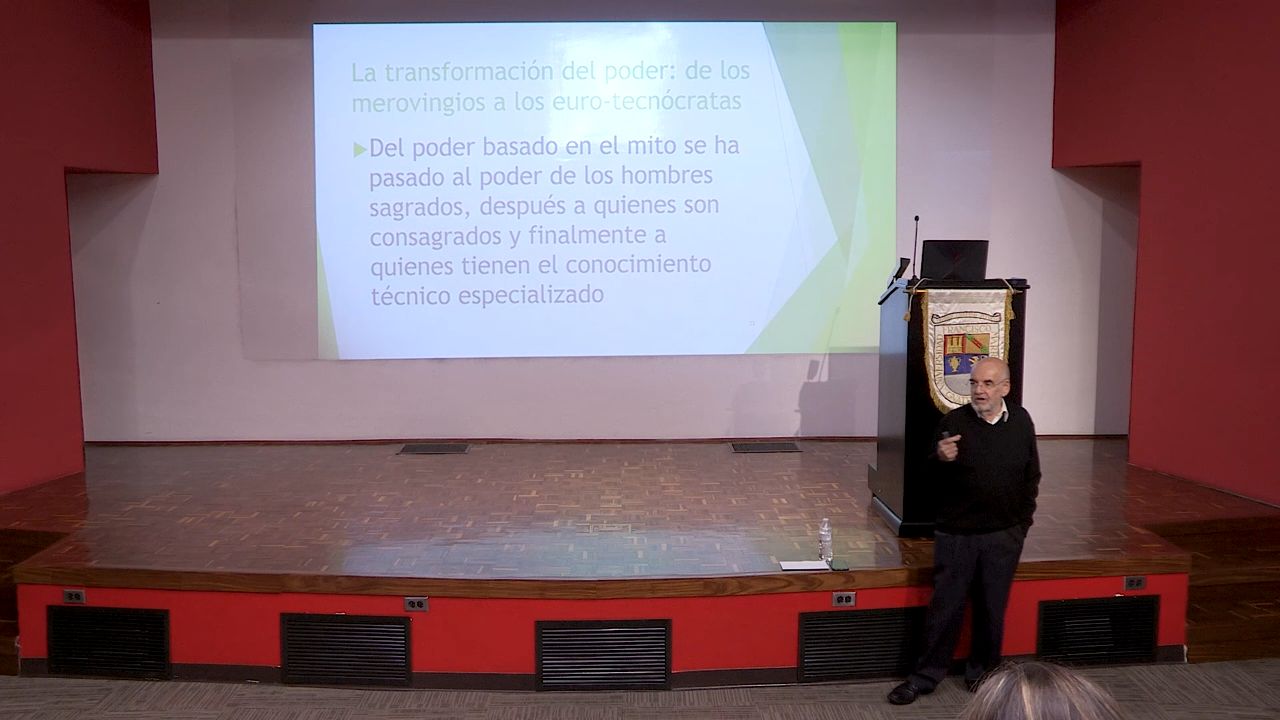 La transformación del poder: de los
merovingios a los euro-tecnócratas
Del poder basado en el mito se ha
pasado al poder de los hombres
sagrados, después a quienes son
consagrados y finalmente a
quienes tienen el conocimiento
técnico especializado
FRANCISCO